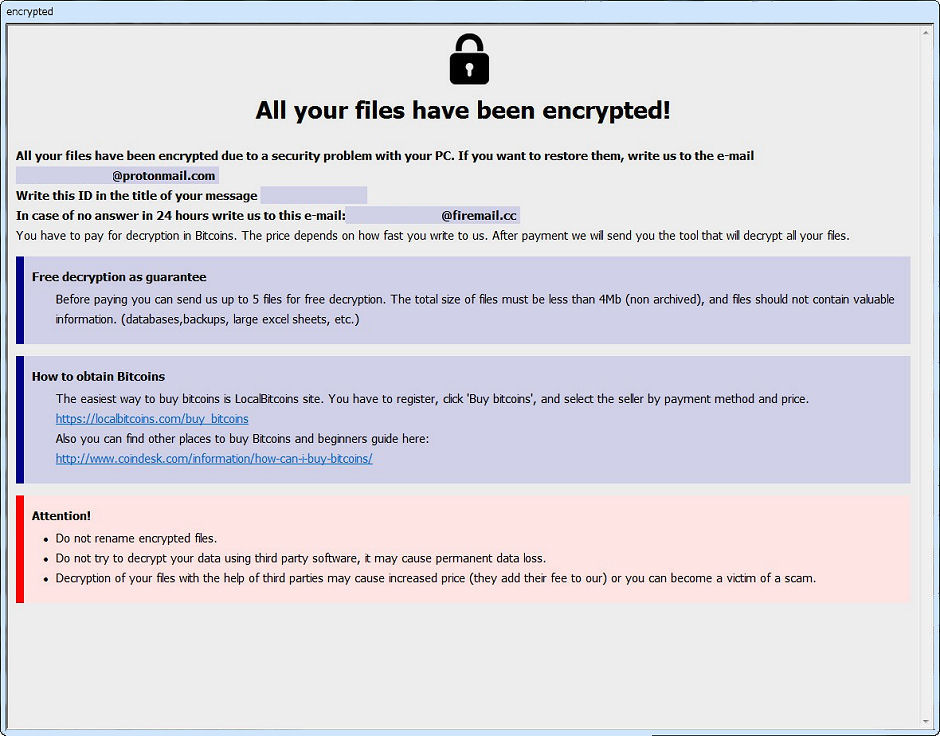 encrypted
All your files have been encrypted!
All your files have been encrypted due to a security problem with your PC. If you want to restore them, write us to the e-mail
@protonmail.com
Write this ID in the title of your message
In case of no answer in 24 hours write us to this e-mail: @firemail.cc
You have to pay for decryption in Bitcoins. The price depends on how fast you write to us. After payment we will send you the tool that will decrypt all your files.
Free decryption as guarantee
Before paying you can send us up to 5 files for free decryption. The total size of files must be less than 4Mb (non archived), and files should not contain valuable
information. (databases,backups, large excel sheets, etc.)
How to obtain Bitcoins
The easiest way to buy bitcoins is LocalBitcoins site. You have to register, click 'Buy bitcoins', and select the seller by payment method and price.
https://localbitcoins.com/buy_bitcoins
Also you can find other places to buy Bitcoins and beginners guide here:
http://www.coindesk.com/information/how-can-i-buy-bitcoins/
Attention!
• Do not rename encrypted files.
• Do not try to decrypt your data using third party software, it may cause permanent data loss.
• Decryption of your files with the help of third parties may cause increased price (they add their fee to our) or you can become a victim of a scam.